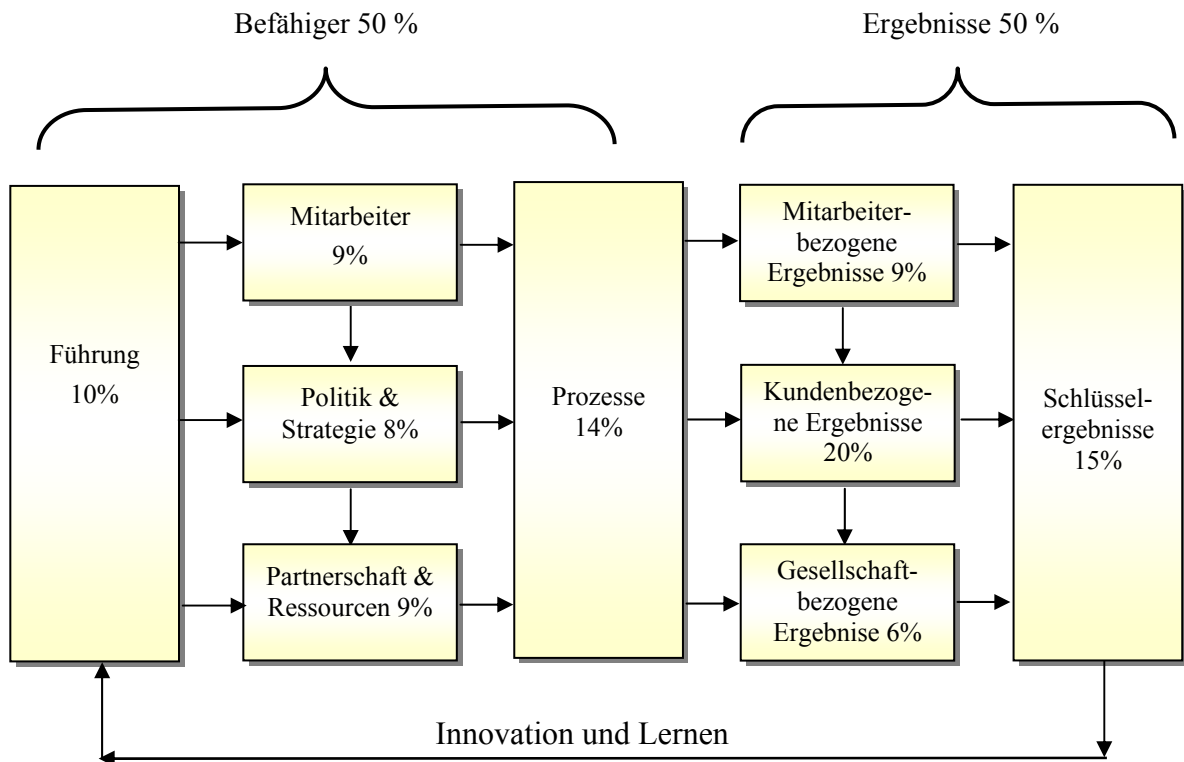 Befähiger 50 %
Ergebnisse 50 %
Führung
10%
Mitarbeiter
9%
Politik &
Strategie 8%
Partnerschaft &
Ressourcen 9%
Prozesse
14%
Mitarbeiter-
bezogene
Ergebnisse 9%
Kundenbezoge-
ne Ergebnisse
20%
Gesellschaft-
bezogene
Ergebnise 6%
Schlüssel-
ergebnisse
15%
Innovation und Lernen